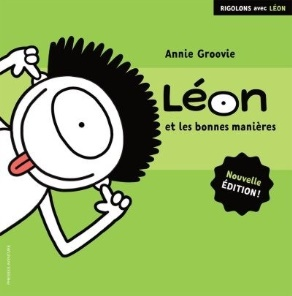 RIGOLONS avec LÉON
Annie Groovie
Léon
et les bonnes manières
Nouvelle
ÉDITION!